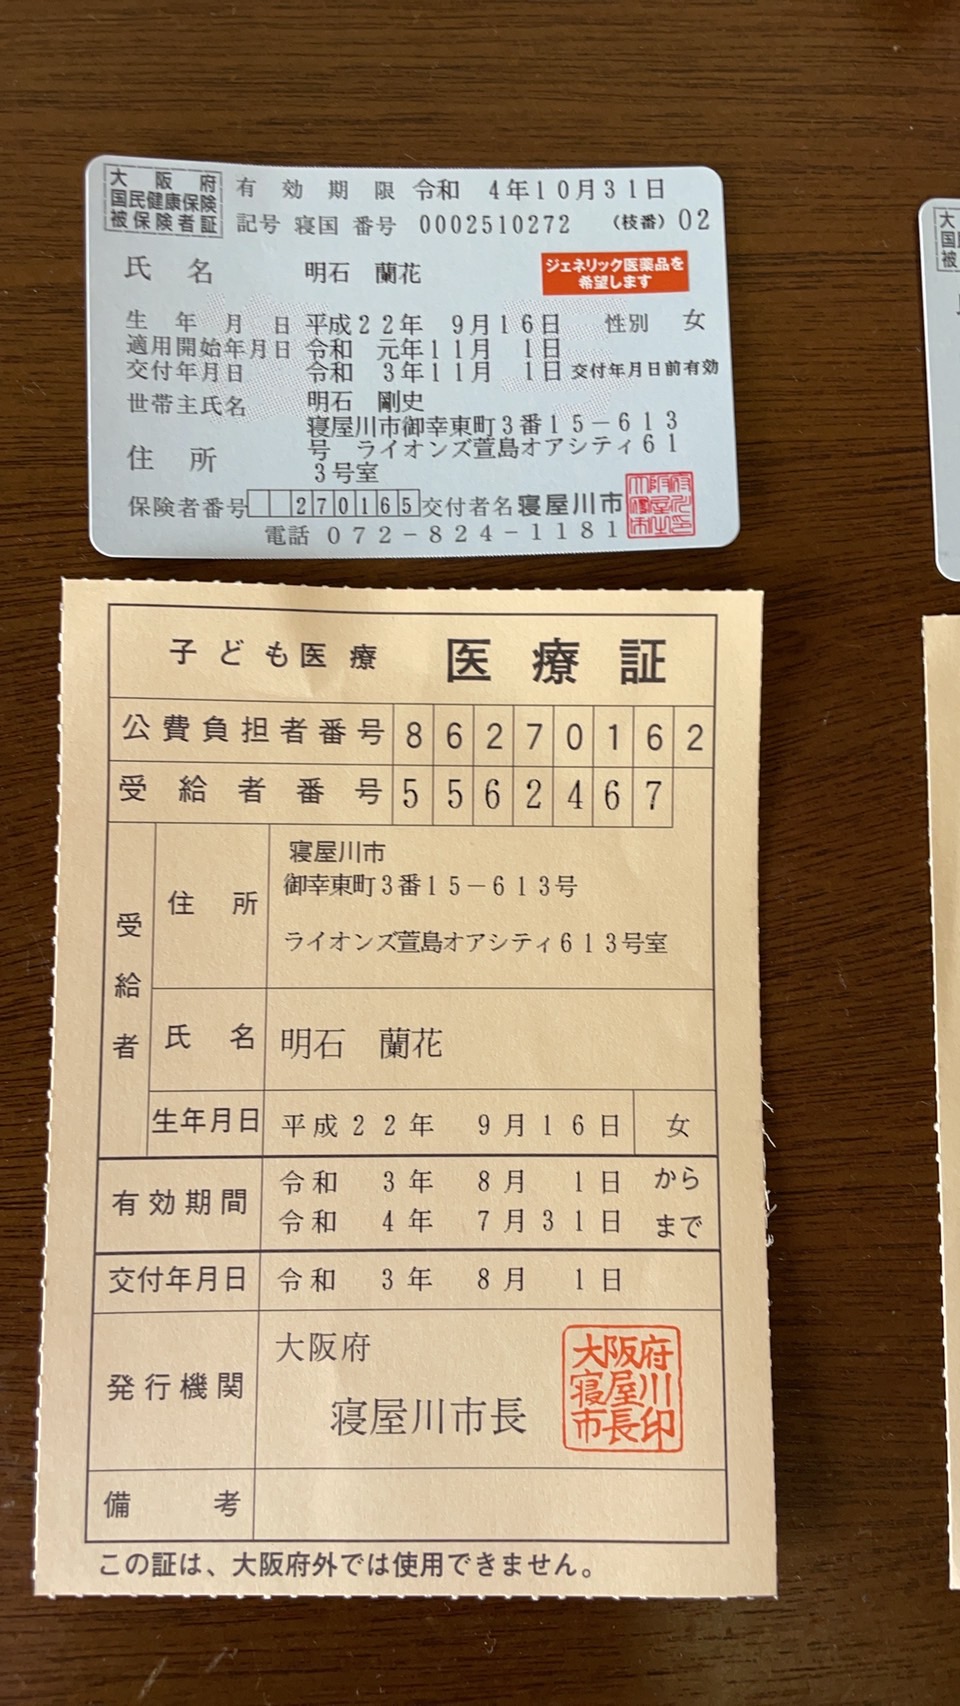 大阪府
国民健康保険
被保険者証
有効期限 令和 4年10月31日
記号 寝国 番号 0002510272 (枝番) 02
氏名 明石 蘭花
ジェネリック医薬品を
希望します
生年月日 平成22年 9月16日 性別 女
適用開始年月日 令和 元年11月 1日
交付年月日 令和 3年11月 1日 交付年月日前有効
世帯主氏名 明石 剛史
住所 寝屋川市御幸東町3番15-613
号 ライオンズ萱島オアシティ61
3号室
保険者番号 270165 交付者名 寝屋川市
電話 072-824-1181
子ども医療 医療証
公費負担者番号 86270162
受給者番号 5562467
受給者
住所 寝屋川市
御幸東町3番15-613号
ライオンズ萱島オアシティ613号室
氏名 明石 蘭花
生年月日 平成22年 9月16日 女
有効期間 令和 3年 8月 1日 から
令和 4年 7月31日 まで
交付年月日 令和 3年 8月 1日
発行機関 大阪府
寝屋川市長
大阪府
寝屋川
市長印
備考
この証は、大阪府外では使用できません。